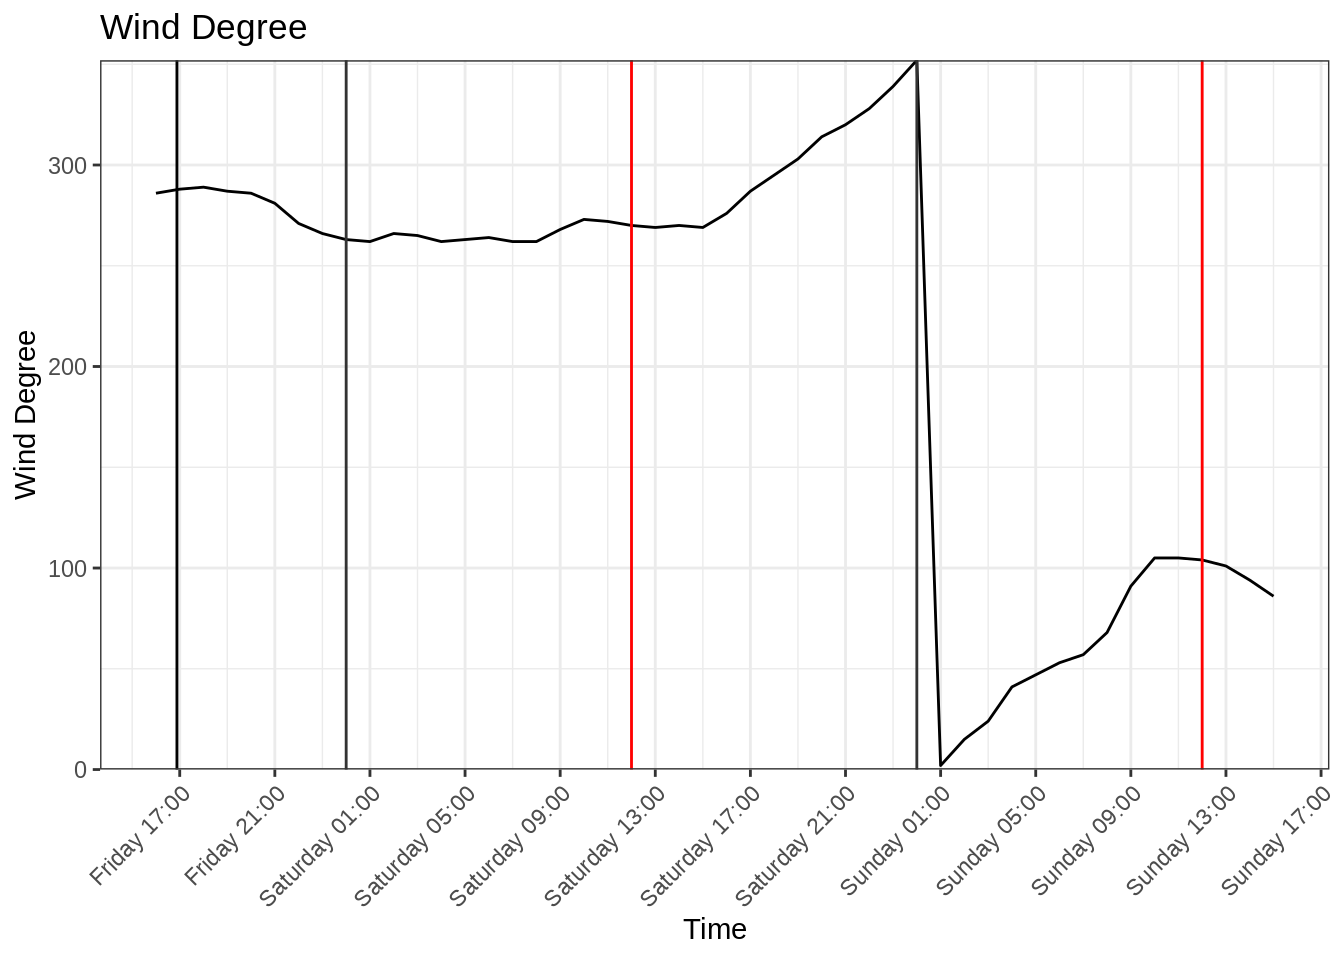 Wind Degree
Wind Degree
300
200
100
0
Friday 17:00
Friday 21:00
Saturday 01:00
Saturday 05:00
Saturday 09:00
Saturday 13:00
Saturday 17:00
Saturday 21:00
Sunday 01:00
Sunday 05:00
Sunday 09:00
Sunday 13:00
Sunday 17:00
Time